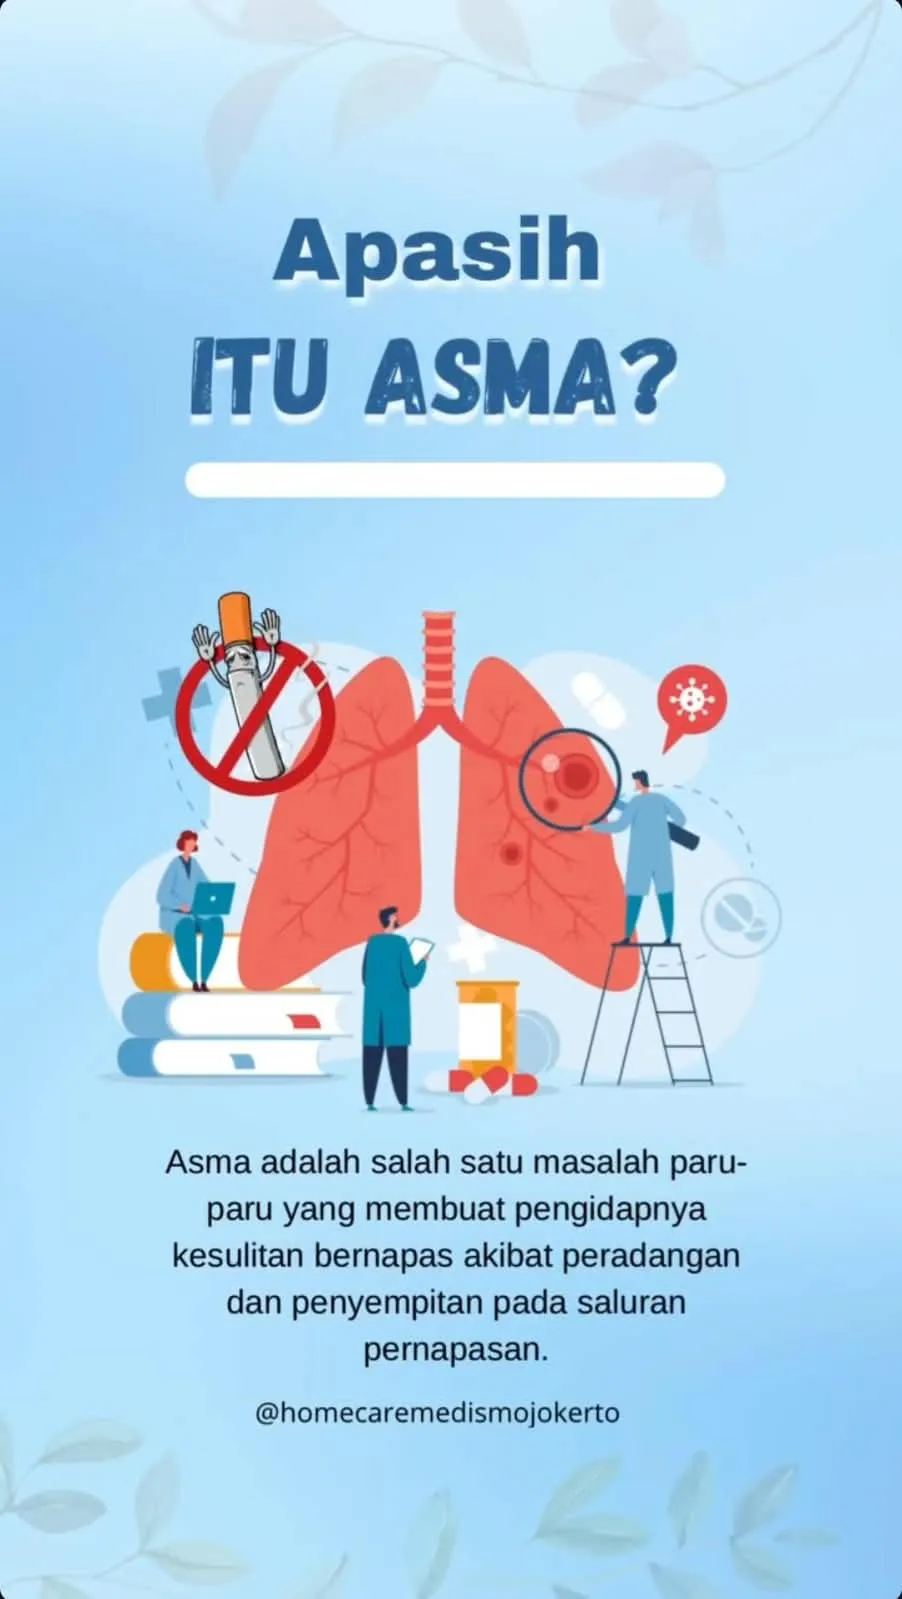 Apasih
ITU ASMA?
Asma adalah salah satu masalah paru-
paru yang membuat pengidapnya
kesulitan bernapas akibat peradangan
dan penyempitan pada saluran
pernapasan.
@homecaremedismojokerto